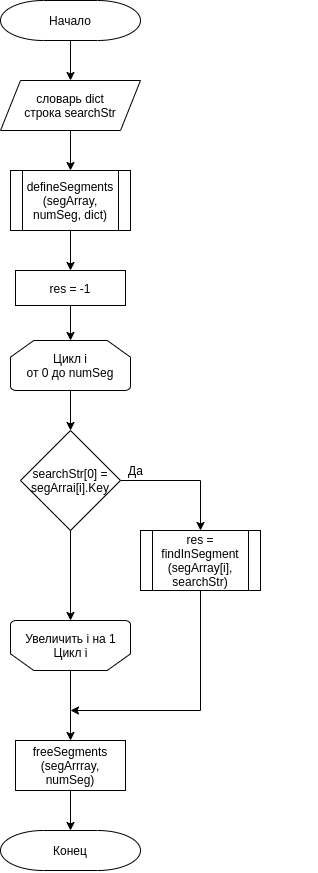 Начало
словарь dict
строка searchStr
defineSegments
(segArray,
numSeg, dict)
res = -1
Цикл i
от 0 до numSeg
searchStr[0] =
segArrai[i].Key
Да
res =
findInSegment
(segArray[i],
searchStr)
Увеличить i на 1
Цикл i
freeSegments
(segArrray,
numSeg)
Конец